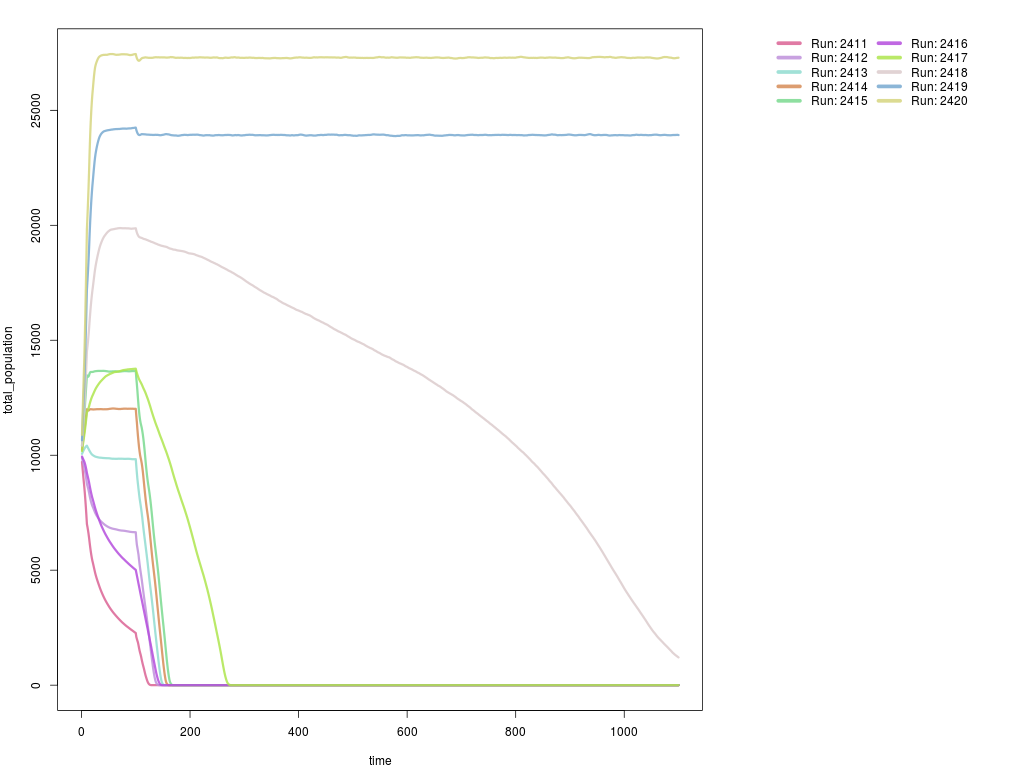 Run: 2411
Run: 2412
Run: 2413
Run: 2414
Run: 2415
Run: 2416
Run: 2417
Run: 2418
Run: 2419
Run: 2420
total_population
25000
20000
15000
10000
5000
0
0 200 400 600 800 1000
time